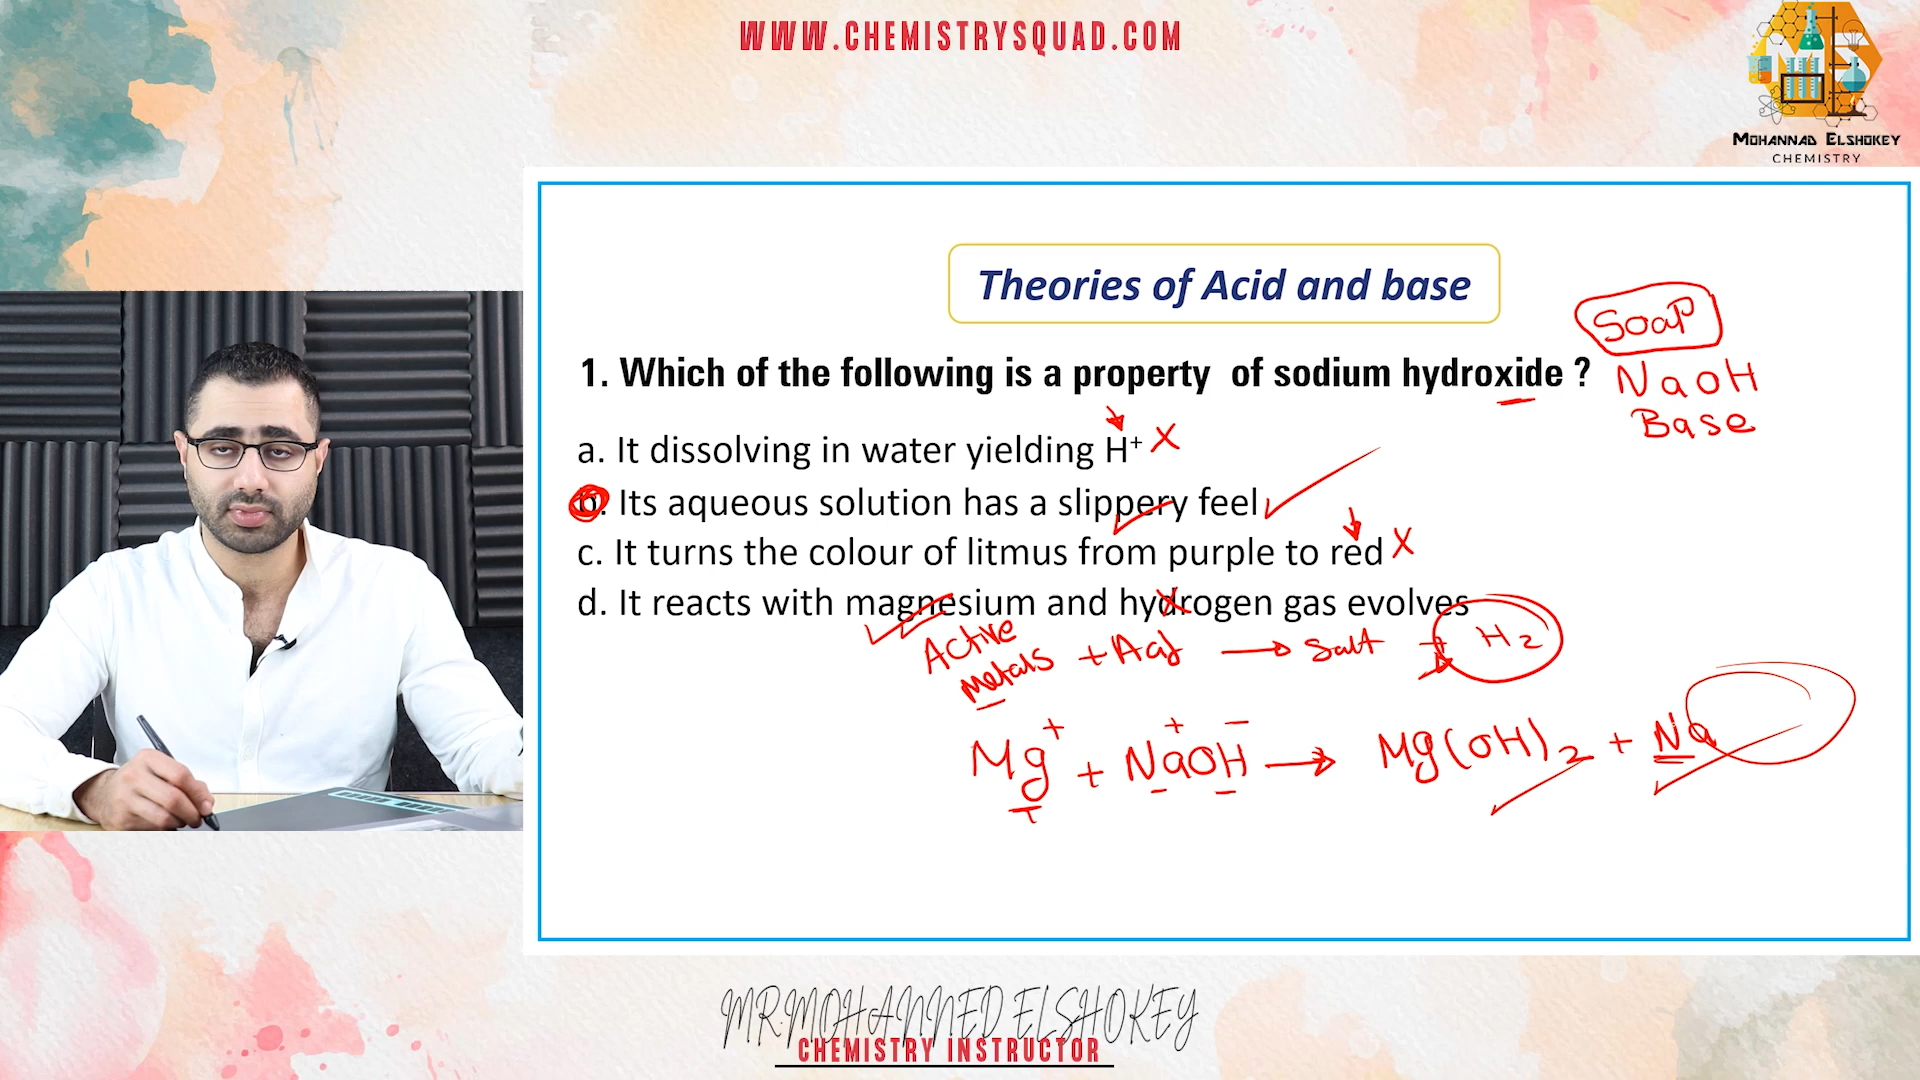 WWW.CHEMISTRYSQUAD.COM
MS
MOHANNAD ELSHOKEY
CHEMISTRY
Theories of Acid and base
Soap
1. Which of the following is a property of sodium hydroxide ?
NaOH
Base
a. It dissolving in water yielding H⁺ X
b. Its aqueous solution has a slippery feel
c. It turns the colour of litmus from purple to red X
d. It reacts with magnesium and hydrogen gas evolves
Active Metals + Acid → Salt + H₂
Mg⁺ + Na⁺OH⁻ → Mg(OH)₂ + Na
MR.MOHANNED ELSHOKEY
CHEMISTRY INSTRUCTOR